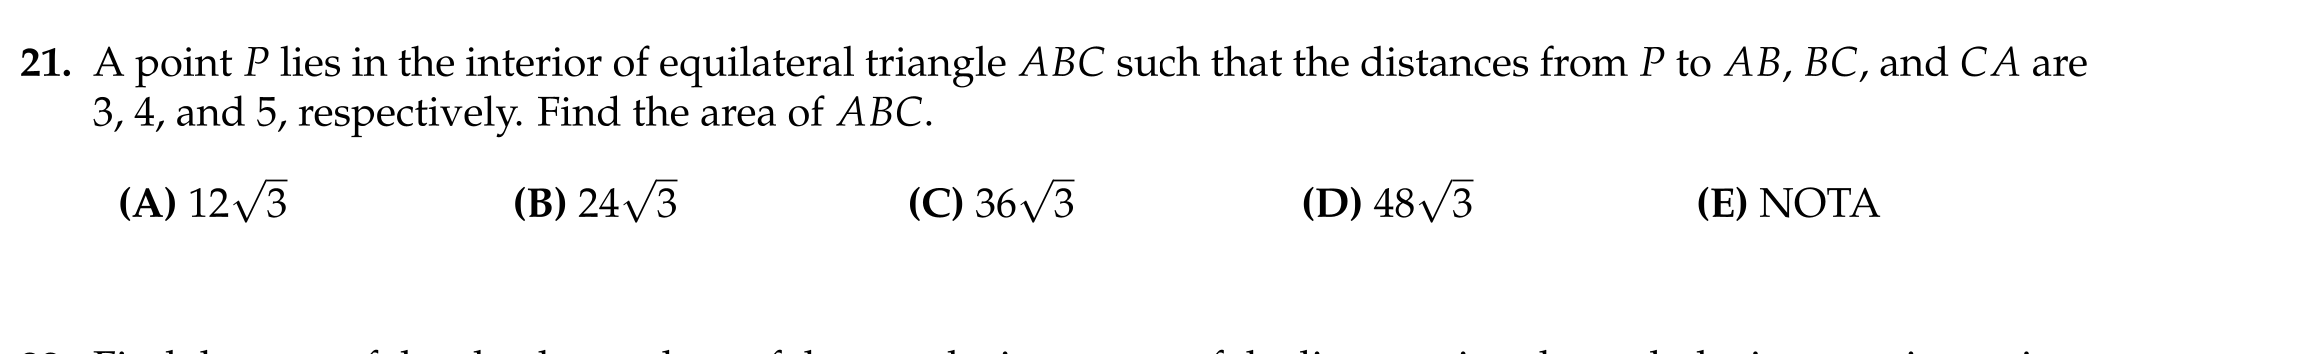 21. A point P lies in the interior of equilateral triangle ABC such that the distances from P to AB, BC, and CA are
3, 4, and 5, respectively. Find the area of ABC.
(A) 12√3 (B) 24√3 (C) 36√3 (D) 48√3 (E) NOTA